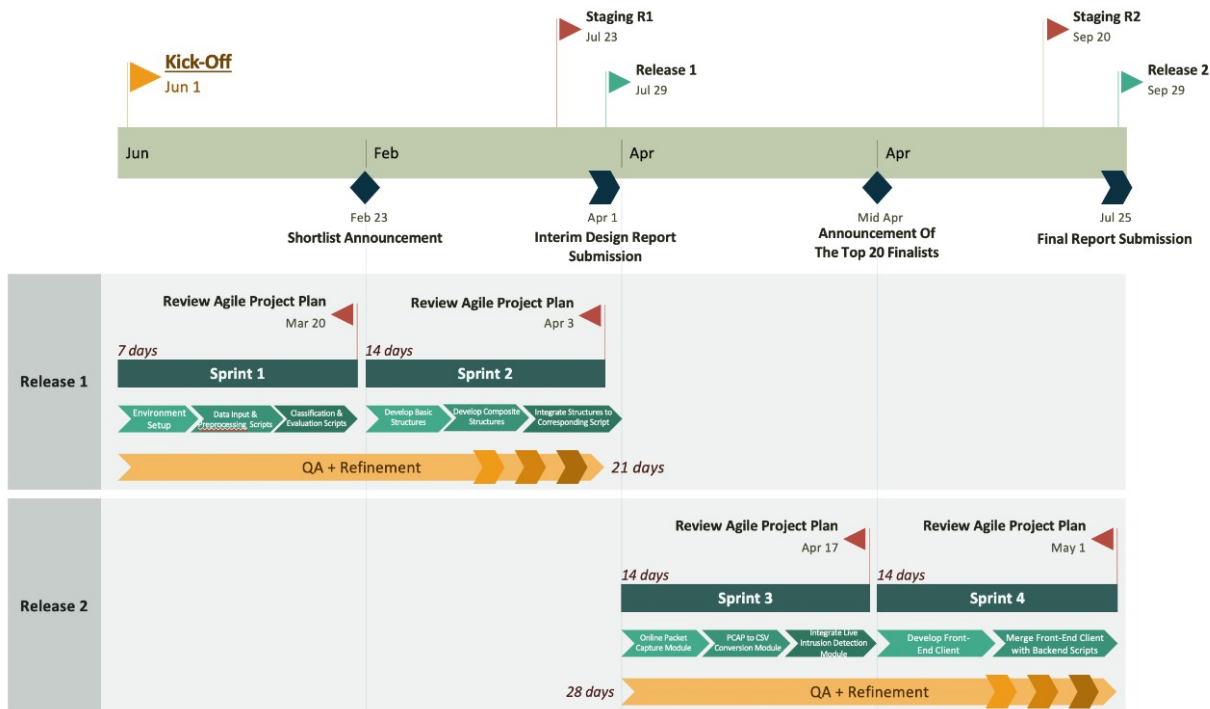 Staging R1
Jul 23
Staging R2
Sep 20
Kick-Off
Jun 1
Release 1
Jul 29
Release 2
Sep 29
Jun
Feb
Apr
Apr
Feb 23
Shortlist Announcement
Apr 1
Interim Design Report
Submission
Mid Apr
Announcement Of
The Top 20 Finalists
Jul 25
Final Report Submission
Release 1
Review Agile Project Plan
Mar 20
Review Agile Project Plan
Apr 3
7 days
14 days
Sprint 1
Sprint 2
Environment
Setup
Data Input &
Preprocessing Scripts
Classification &
Evaluation Scripts
Develop Basic
Structures
Develop Composite
Structures
Integrate Structures to
Corresponding Script
QA + Refinement
21 days
Release 2
Review Agile Project Plan
Apr 17
Review Agile Project Plan
May 1
14 days
14 days
Sprint 3
Sprint 4
Online Packet
Capture Module
PCAP to CSV
Conversion Module
Integrate Live
Intrusion Detection
Module
Develop Front-
End Client
Merge Front-End Client
with Backend Scripts
28 days
QA + Refinement